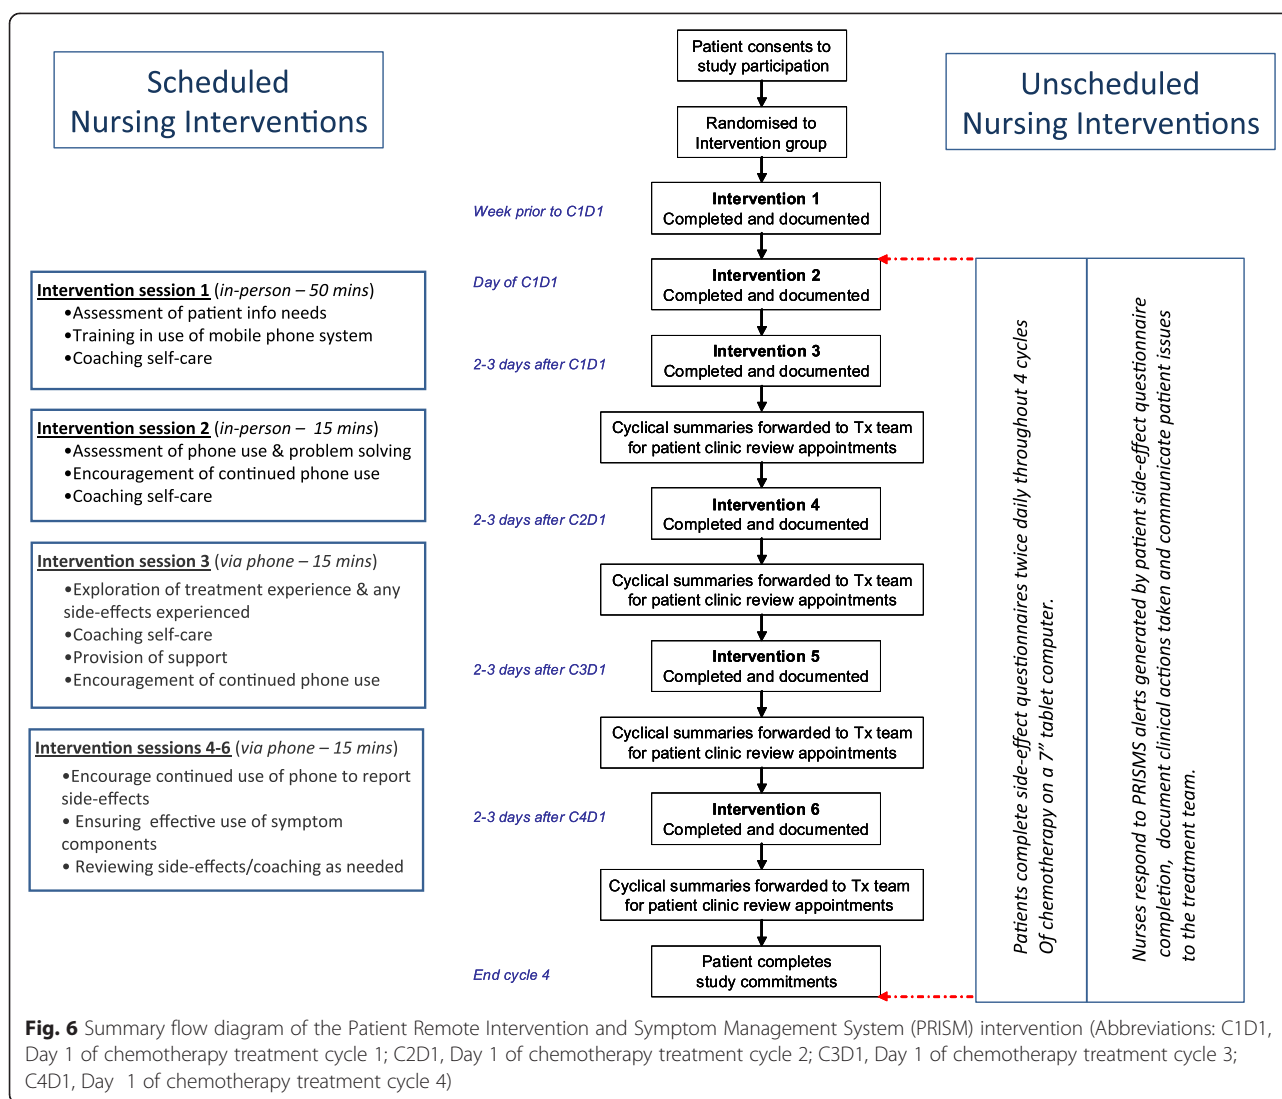 Scheduled
Nursing Interventions
Intervention session 1 (in-person – 50 mins)
•Assessment of patient info needs
•Training in use of mobile phone system
•Coaching self-care
Intervention session 2 (in-person – 15 mins)
•Assessment of phone use & problem solving
•Encouragement of continued phone use
•Coaching self-care
Intervention session 3 (via phone – 15 mins)
•Exploration of treatment experience & any
side-effects experienced
•Coaching self-care
•Provision of support
•Encouragement of continued phone use
Intervention sessions 4-6 (via phone – 15 mins)
•Encourage continued use of phone to report
side-effects
• Ensuring effective use of symptom
components
• Reviewing side-effects/coaching as needed
Patient consents to
study participation
Randomised to
Intervention group
Week prior to C1D1
Intervention 1
Completed and documented
Day of C1D1
Intervention 2
Completed and documented
2-3 days after C1D1
Intervention 3
Completed and documented
Cyclical summaries forwarded to Tx team
for patient clinic review appointments
2-3 days after C2D1
Intervention 4
Completed and documented
Cyclical summaries forwarded to Tx team
for patient clinic review appointments
2-3 days after C3D1
Intervention 5
Completed and documented
Cyclical summaries forwarded to Tx team
for patient clinic review appointments
2-3 days after C4D1
Intervention 6
Completed and documented
Cyclical summaries forwarded to Tx team
for patient clinic review appointments
End cycle 4
Patient completes
study commitments
Unscheduled
Nursing Interventions
Patients complete side-effect questionnaires twice daily throughout 4 cycles
Of chemotherapy on a 7” tablet computer.
Nurses respond to PRISMS alerts generated by patient side-effect questionnaire
completion, document clinical actions taken and communicate patient issues
to the treatment team.
Fig. 6 Summary flow diagram of the Patient Remote Intervention and Symptom Management System (PRISM) intervention (Abbreviations: C1D1,
Day 1 of chemotherapy treatment cycle 1; C2D1, Day 1 of chemotherapy treatment cycle 2; C3D1, Day 1 of chemotherapy treatment cycle 3;
C4D1, Day 1 of chemotherapy treatment cycle 4)